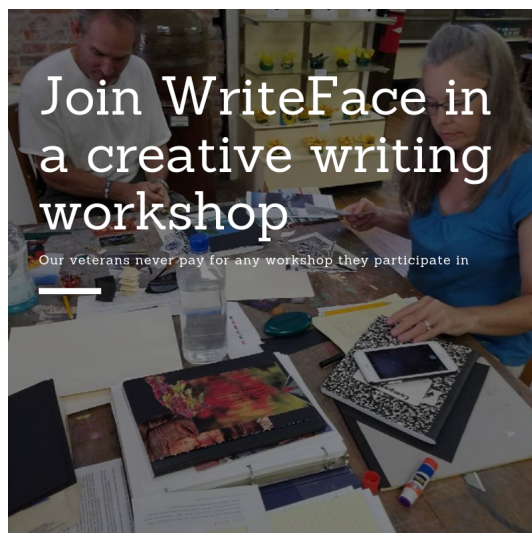 Join WriteFace in
a creative writing
workshop
Our veterans never pay for any workshop they participate in